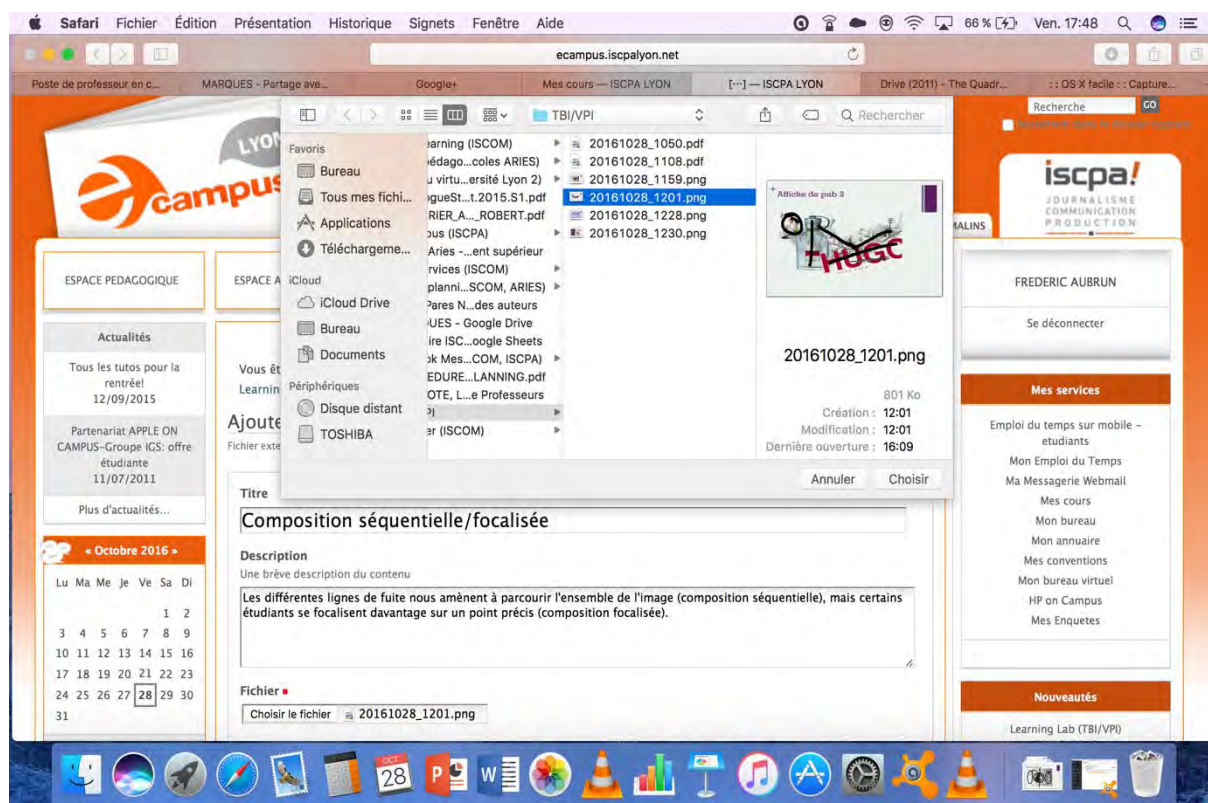 Safari Fichier Édition Présentation Historique Signets Fenêtre Aide
66 % Ven. 17:48
ecampus.iscpalyon.net
Poste de professeur en c...
MARQUES - Partage ave...
Google+
Mes cours — ISCPA LYON
[···] — ISCPA LYON
Drive (2011) - The Quadr...
: : OS X facile : : Capture...
LYON
campus
Recherche
GO
iscpa!
JOURNALISME
COMMUNICATION
PRODUCTION
MALINS
TBI/VPI
Rechercher
Favoris
Bureau
Tous mes fichi...
Applications
Téléchargeme...
iCloud
iCloud Drive
Bureau
Documents
Périphériques
Disque distant
TOSHIBA
earning (ISCOM)
édago...coles ARIES)
u virtu...ersité Lyon 2)
ogueSt...t.2015.S1.pdf
RIER_A..._ROBERT.pdf
ous (ISCPA)
Aries -...ent supérieur
rvices (ISCOM)
planni...SCOM, ARIES)
Pares N...des auteurs
UES - Google Drive
ire ISC...oogle Sheets
ok Mes...COM, ISCPA)
EDURE...LANNING.pdf
OTE, L...e Professeurs
PI
er (ISCOM)
20161028_1050.pdf
20161028_1108.pdf
20161028_1159.png
20161028_1201.png
20161028_1228.png
20161028_1230.png
Affiche de pub 2
THUGC
20161028_1201.png
801 Ko
Création : 12:01
Modification : 12:01
Dernière ouverture : 16:09
Annuler
Choisir
ESPACE PEDAGOGIQUE
ESPACE A
Actualités
Tous les tutos pour la
rentrée!
12/09/2015
Partenariat APPLE ON
CAMPUS-Groupe IGS: offre
étudiante
11/07/2011
Plus d'actualités...
« Octobre 2016 »
Lu Ma Me Je Ve Sa Di
1 2
3 4 5 6 7 8 9
10 11 12 13 14 15 16
17 18 19 20 21 22 23
24 25 26 27 28 29 30
31
Vous êt
Learnin
Ajoute
Fichier exte
Titre
Composition séquentielle/focalisée
Description
Une brève description du contenu
Les différentes lignes de fuite nous amènent à parcourir l'ensemble de l'image (composition séquentielle), mais certains
étudiants se focalisent davantage sur un point précis (composition focalisée).
Fichier
Choisir le fichier 20161028_1201.png
FREDERIC AUBRUN
Se déconnecter
Mes services
Emploi du temps sur mobile -
etudiants
Mon Emploi du Temps
Ma Messagerie Webmail
Mes cours
Mon bureau
Mon annuaire
Mes conventions
Mon bureau virtuel
HP on Campus
Mes Enquetes
Nouveautés
Learning Lab (TBI/VPI)
OCT
28